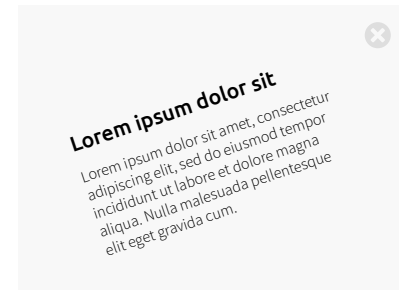 Lorem ipsum dolor sit
Lorem ipsum dolor sit amet, consectetur
adipiscing elit, sed do eiusmod tempor
incididunt ut labore et dolore magna
aliqua. Nulla malesuada pellentesque
elit eget gravida cum.